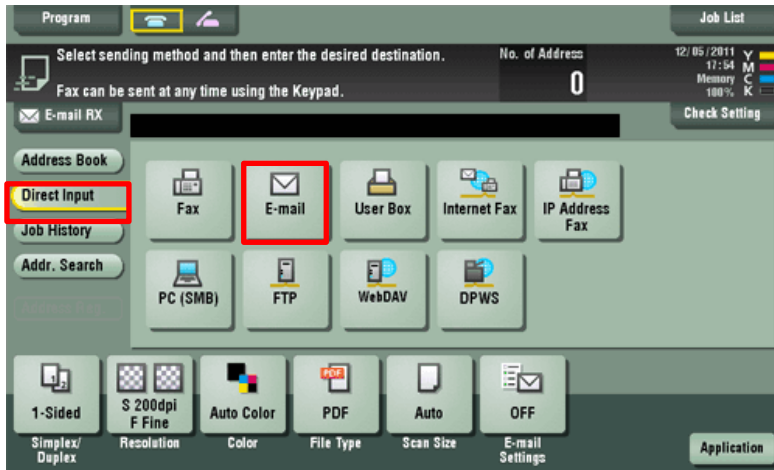 Program
Job List
Select sending method and then enter the desired destination.
No. of Address
12/05/2011
17:54
Memory
100%
Y
M
C
K
Fax can be sent at any time using the Keypad.
0
E-mail RX
Check Setting
Address Book
Direct Input
Job History
Addr. Search
Fax
E-mail
User Box
Internet Fax
IP Address
Fax
PC (SMB)
FTP
WebDAV
DPWS
1-Sided
S 200dpi
F Fine
Auto Color
PDF
PDF
Auto
OFF
Simplex/
Duplex
Resolution
Color
File Type
Scan Size
E-mail
Settings
Application